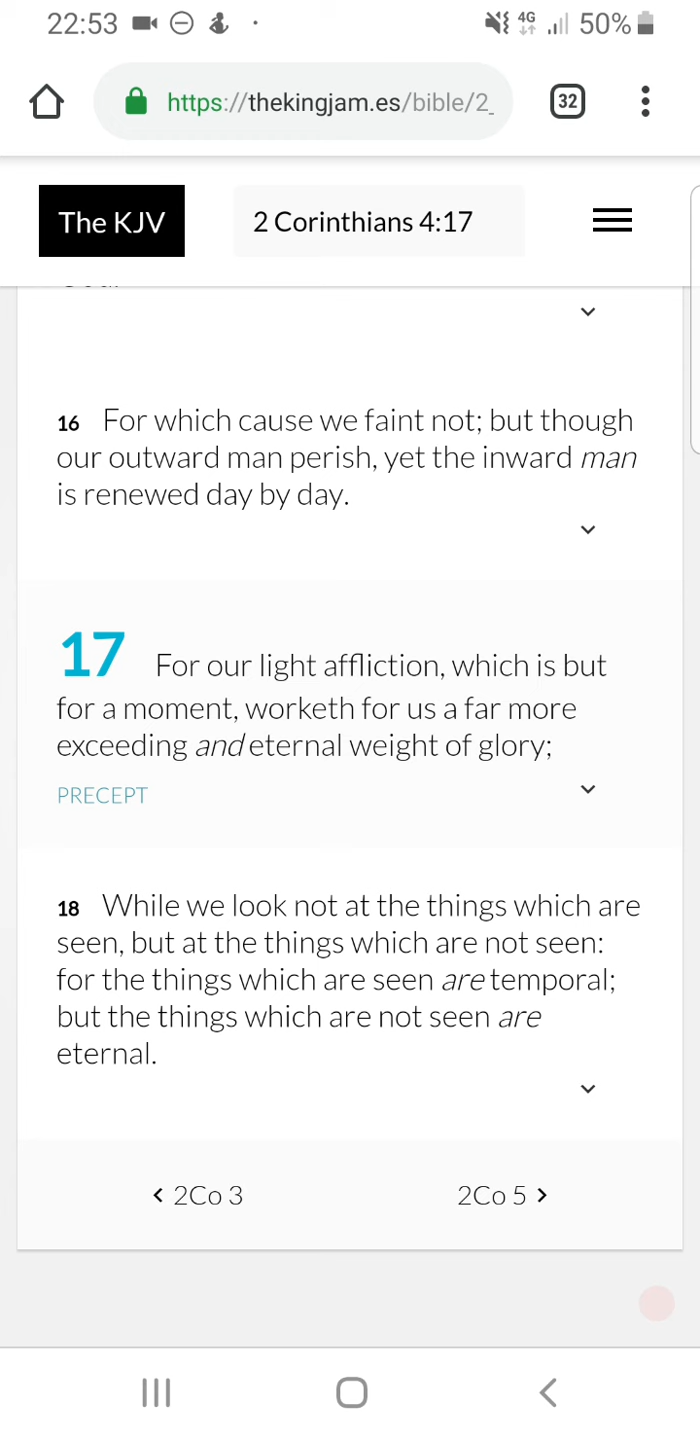 22:53 4G 50%
https://thekingjam.es/bible/2_ 32
The KJV 2 Corinthians 4:17
16 For which cause we faint not; but though
our outward man perish, yet the inward man
is renewed day by day.
17 For our light affliction, which is but
for a moment, worketh for us a far more
exceeding and eternal weight of glory;
PRECEPT
18 While we look not at the things which are
seen, but at the things which are not seen:
for the things which are seen are temporal;
but the things which are not seen are
eternal.
< 2Co 3 2Co 5 >